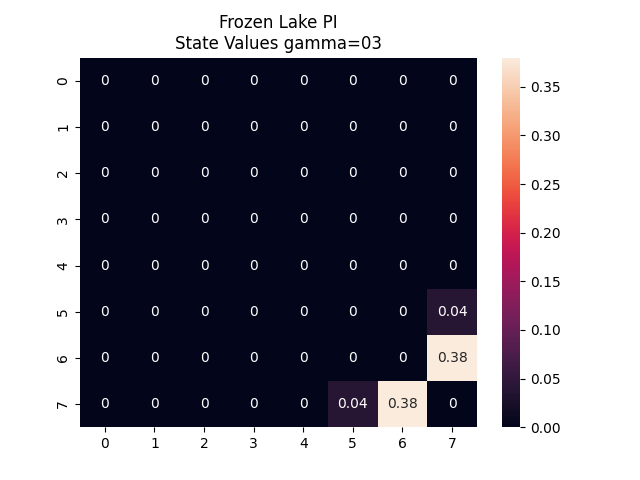 Frozen Lake PI
State Values gamma=03
0 0 0 0 0 0 0 0 0
1 0 0 0 0 0 0 0 0
2 0 0 0 0 0 0 0 0
3 0 0 0 0 0 0 0 0
4 0 0 0 0 0 0 0 0
5 0 0 0 0 0 0 0 0.04
6 0 0 0 0 0 0 0 0.38
7 0 0 0 0 0 0.04 0.38 0
0 1 2 3 4 5 6 7
0.35
0.30
0.25
0.20
0.15
0.10
0.05
0.00